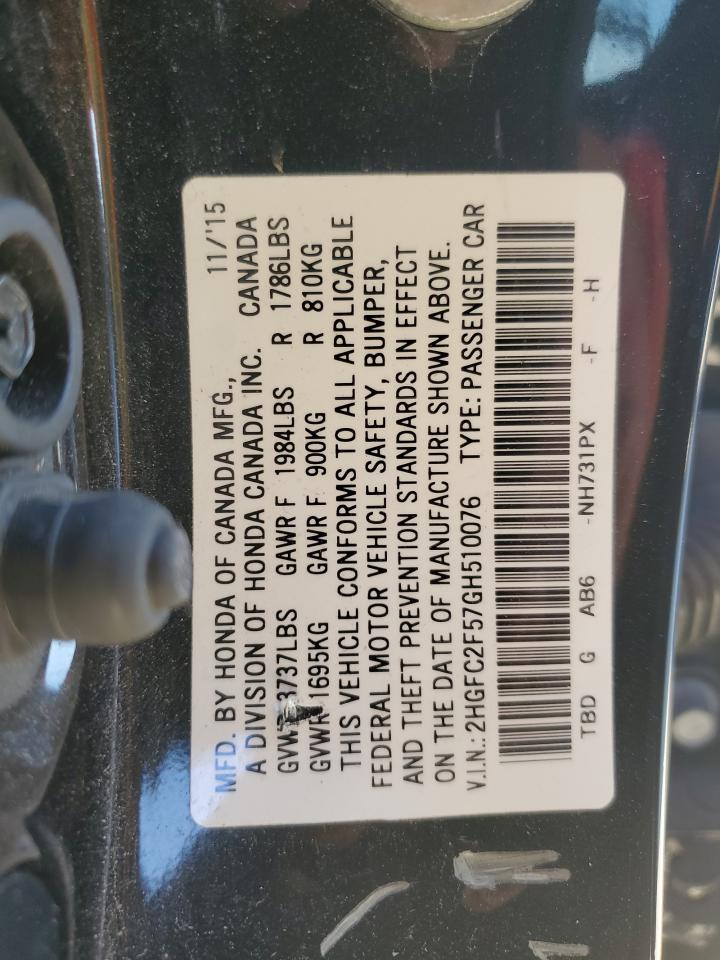 MFD. BY HONDA OF CANADA MFG., 11/'15
A DIVISION OF HONDA CANADA INC. CANADA
GVWR 3737LBS GAWR F 1984LBS R 1786LBS
GVWR 1695KG GAWR F 900KG R 810KG
THIS VEHICLE CONFORMS TO ALL APPLICABLE
FEDERAL MOTOR VEHICLE SAFETY, BUMPER,
AND THEFT PREVENTION STANDARDS IN EFFECT
ON THE DATE OF MANUFACTURE SHOWN ABOVE.
V.I.N.: 2HGFC2F57GH510076 TYPE: PASSENGER CAR
TBD G AB6 -NH731PX -F -H